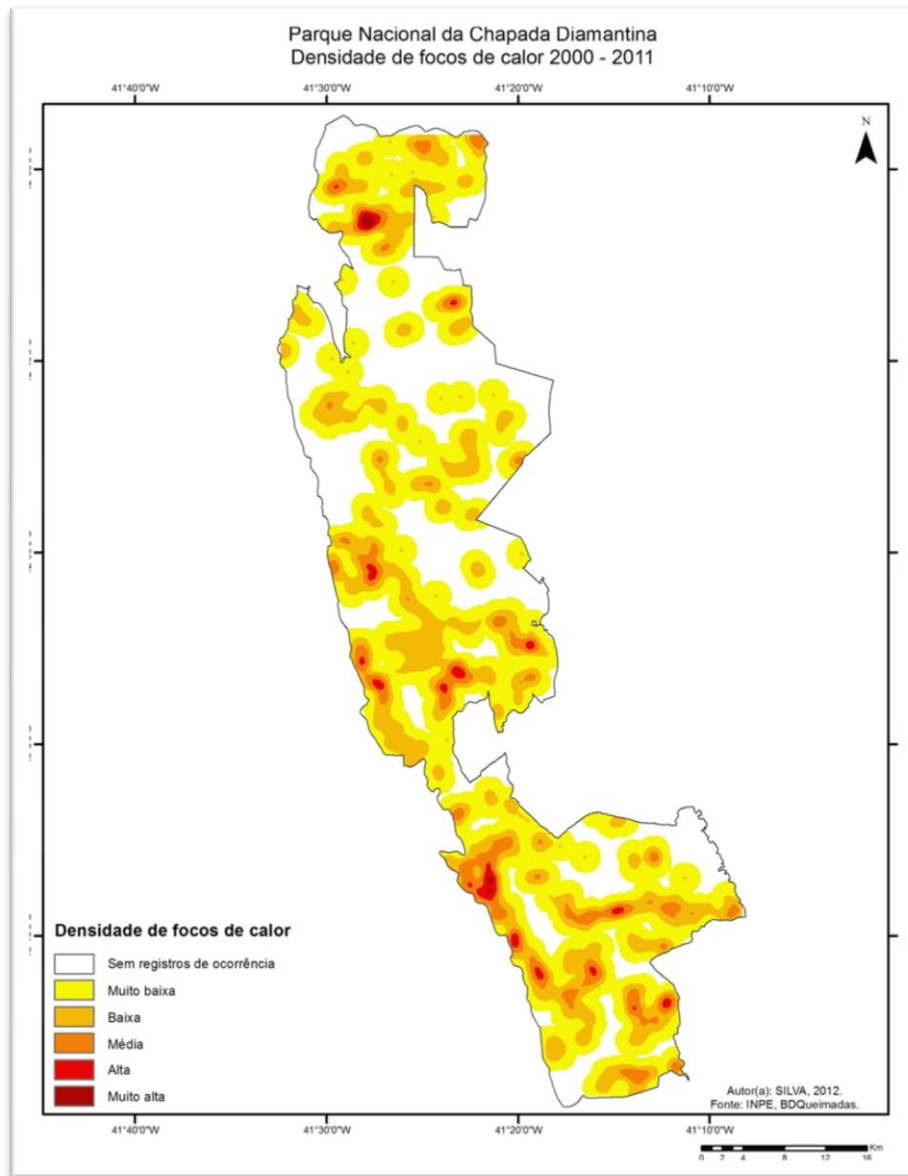 Parque Nacional da Chapada Diamantina
Densidade de focos de calor 2000 - 2011
41°40'0"W 41°30'0"W 41°20'0"W 41°10'0"W
N
Densidade de focos de calor
Sem registros de ocorrência
Muito baixa
Baixa
Média
Alta
Muito alta
Autor(a): SILVA, 2012.
Fonte: INPE, BDQueimadas.
41°40'0"W 41°30'0"W 41°20'0"W 41°10'0"W
Km
0 2 4 8 12 16